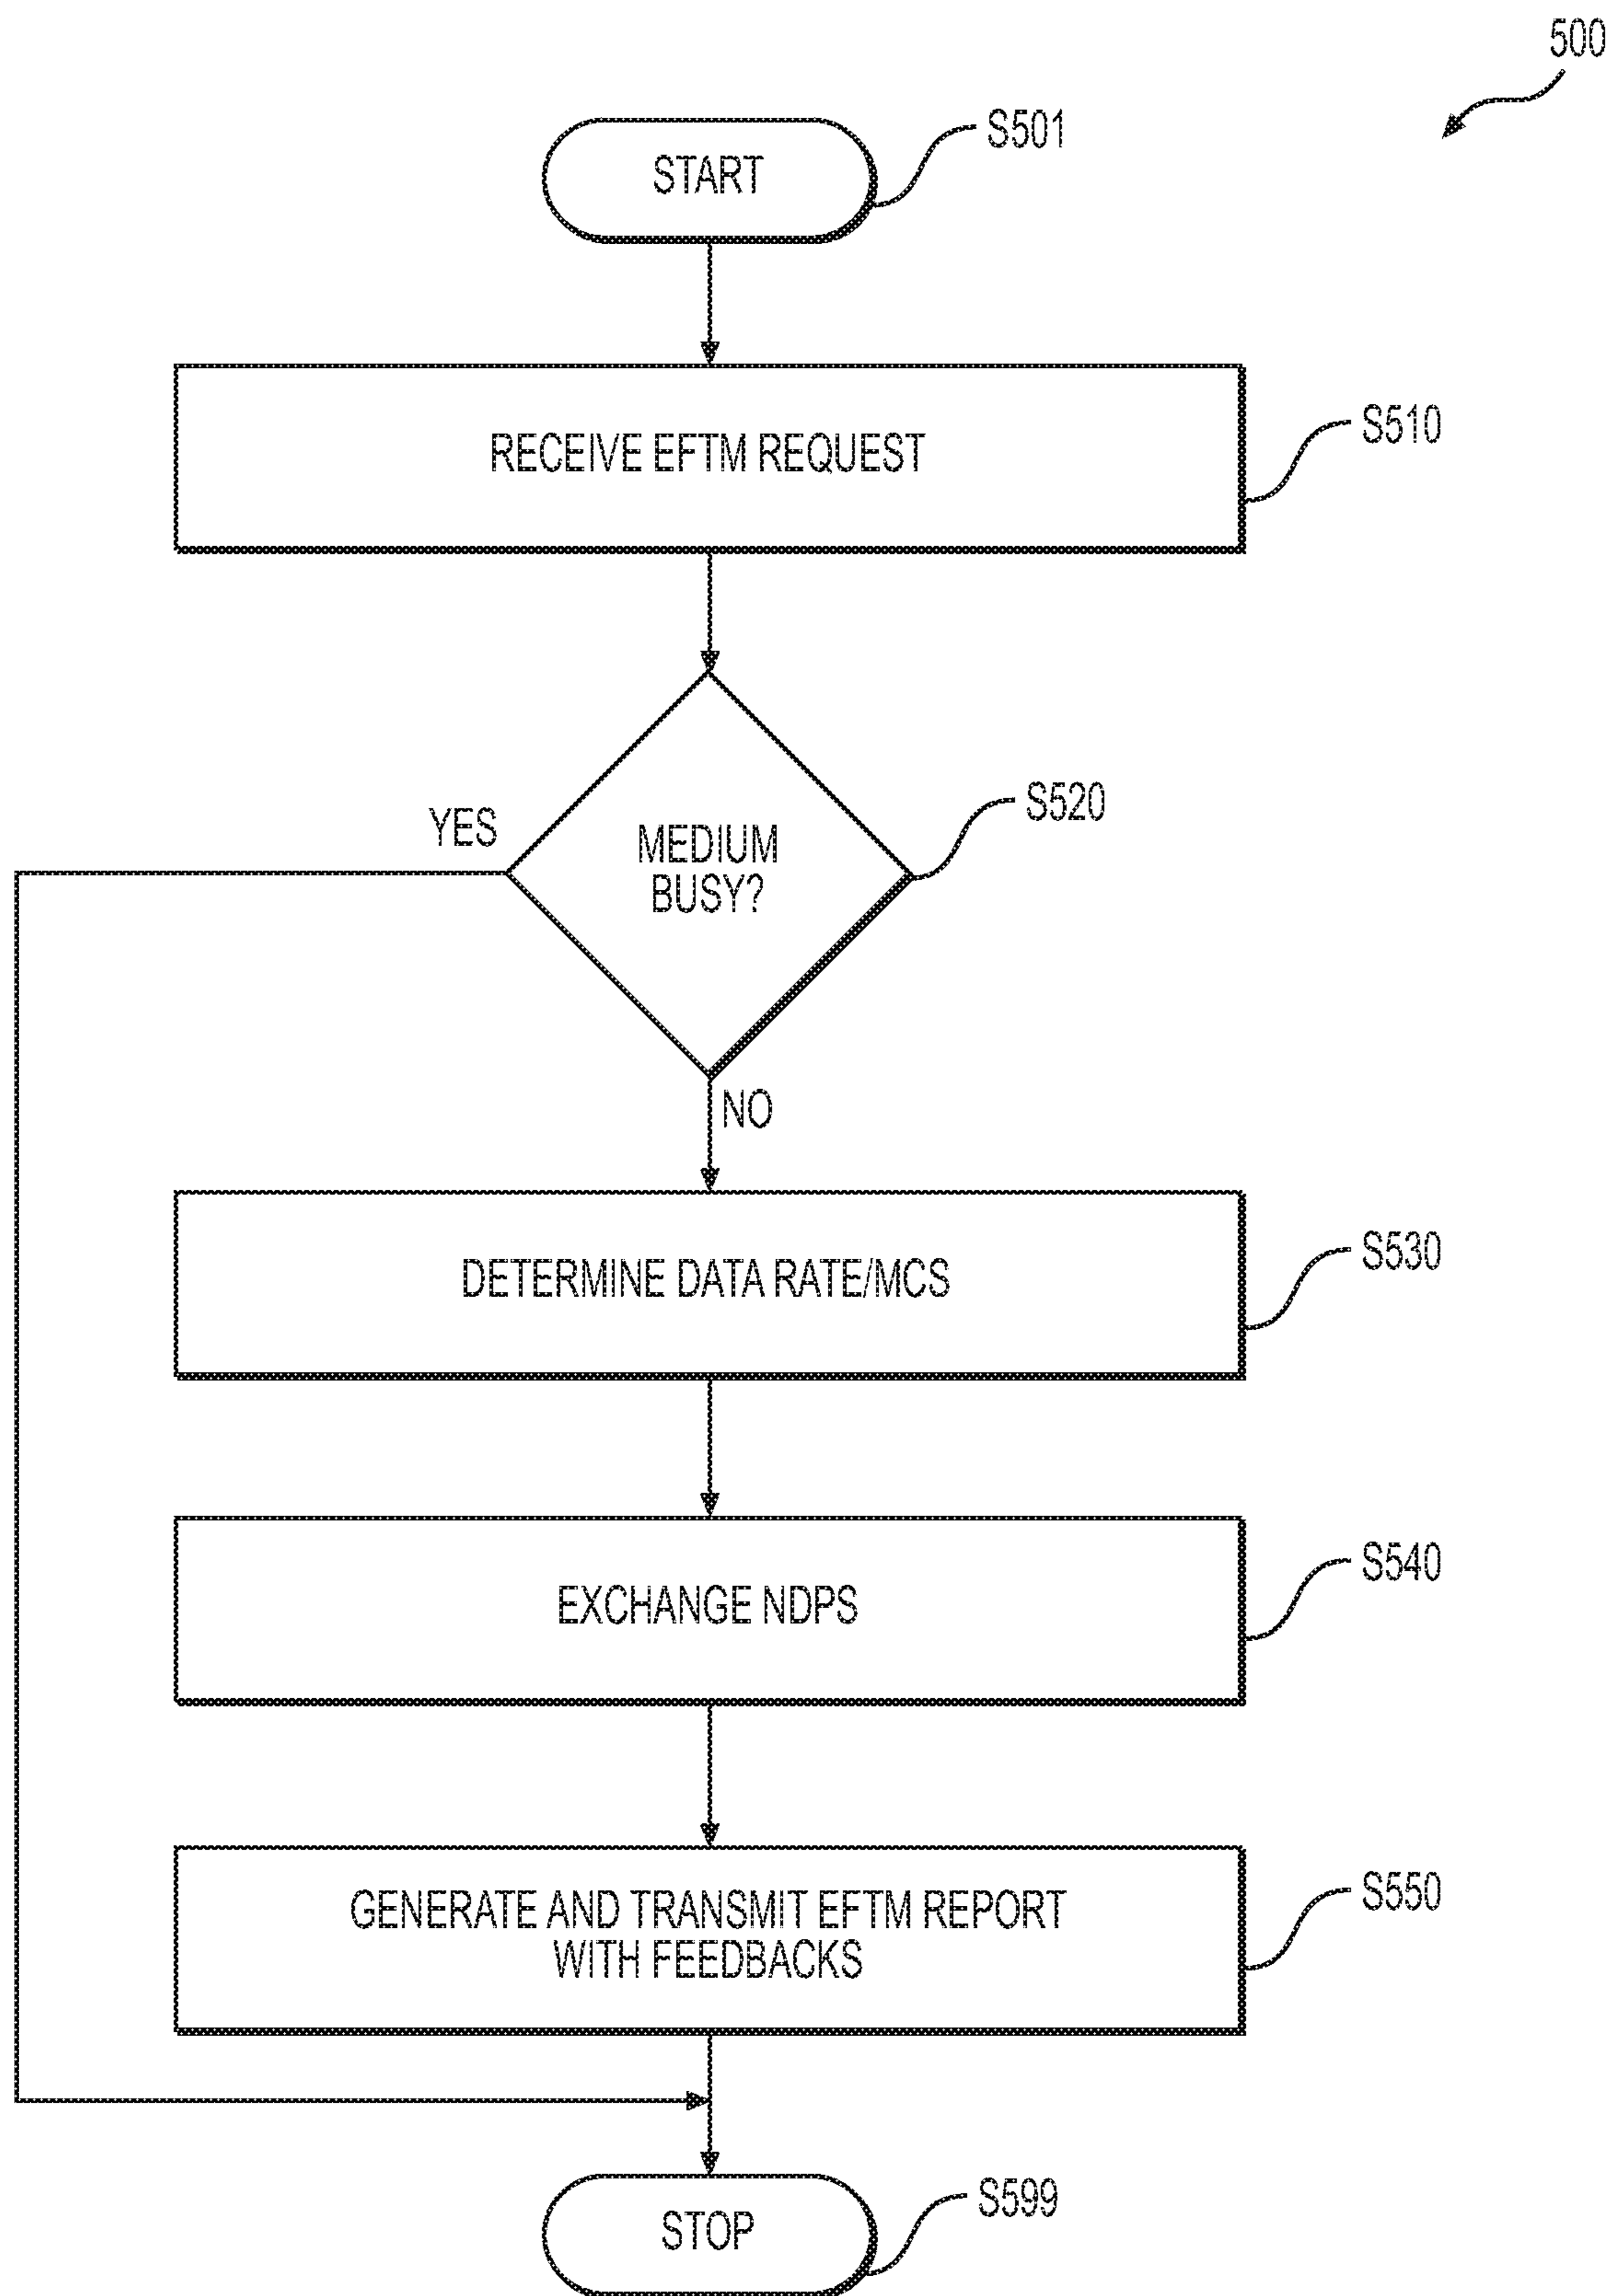 500
START
S501
RECEIVE EFTM REQUEST
S510
MEDIUM
BUSY?
S520
YES
NO
DETERMINE DATA RATE/MCS
S530
EXCHANGE NDPS
S540
GENERATE AND TRANSMIT EFTM REPORT
WITH FEEDBACKS
S550
STOP
S599